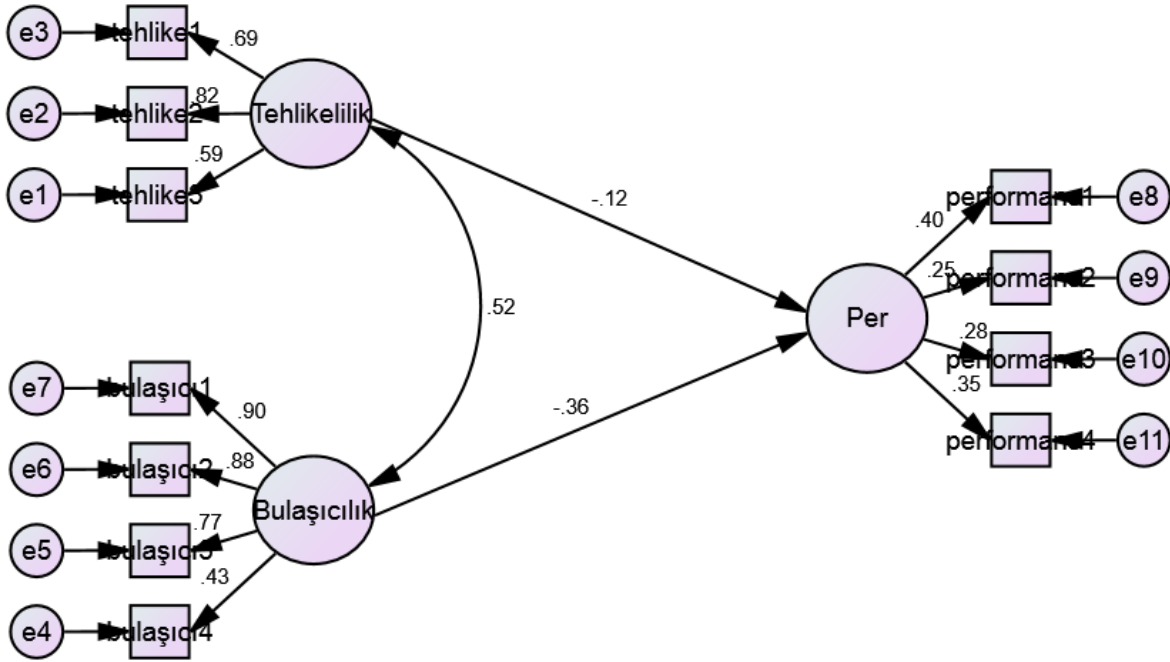 e3
tehlike1
.69
e2
tehlike2
.82
Tehlikelilik
e1
tehlike3
.59
-.12
.52
-.36
e7
bulaşıcı1
.90
e6
bulaşıcı2
.88
Bulaşıcılık
e5
bulaşıcı3
.77
e4
bulaşıcı4
.43
Per
.40
performans1
e8
.25
performans2
e9
.28
performans3
e10
.35
performans4
e11